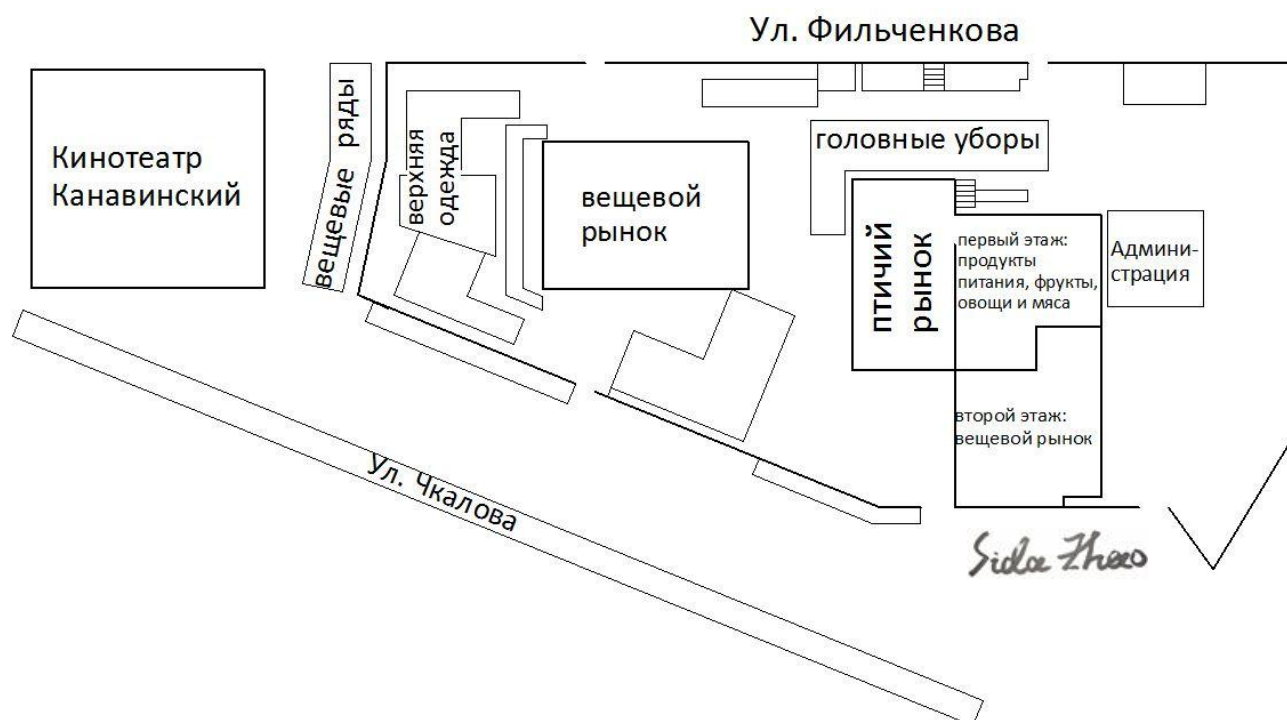 Ул. Фильченкова
Кинотеатр
Канавинский
вещевые ряды
верхняя
одежда
вещевой
рынок
головные уборы
птичий
рынок
первый этаж:
продукты
питания, фрукты,
овощи и мяса
Админи-
страция
второй этаж:
вещевой рынок
Ул. Чкалова
Sida Zhao